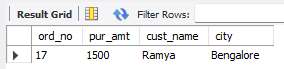 Result Grid Filter Rows:
ord_no pur_amt cust_name city
17 1500 Ramya Bengalore